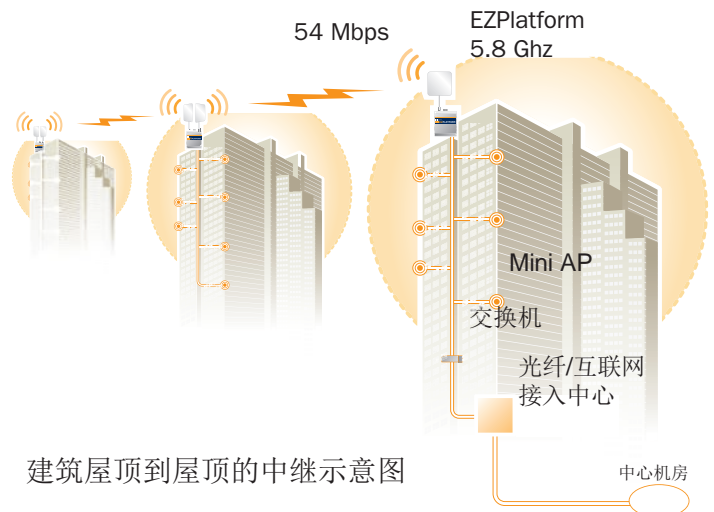 54 Mbps
EZPlatform
5.8 Ghz
Mini AP
交换机
光纤/互联网
接入中心
建筑屋顶到屋顶的中继示意图
中心机房